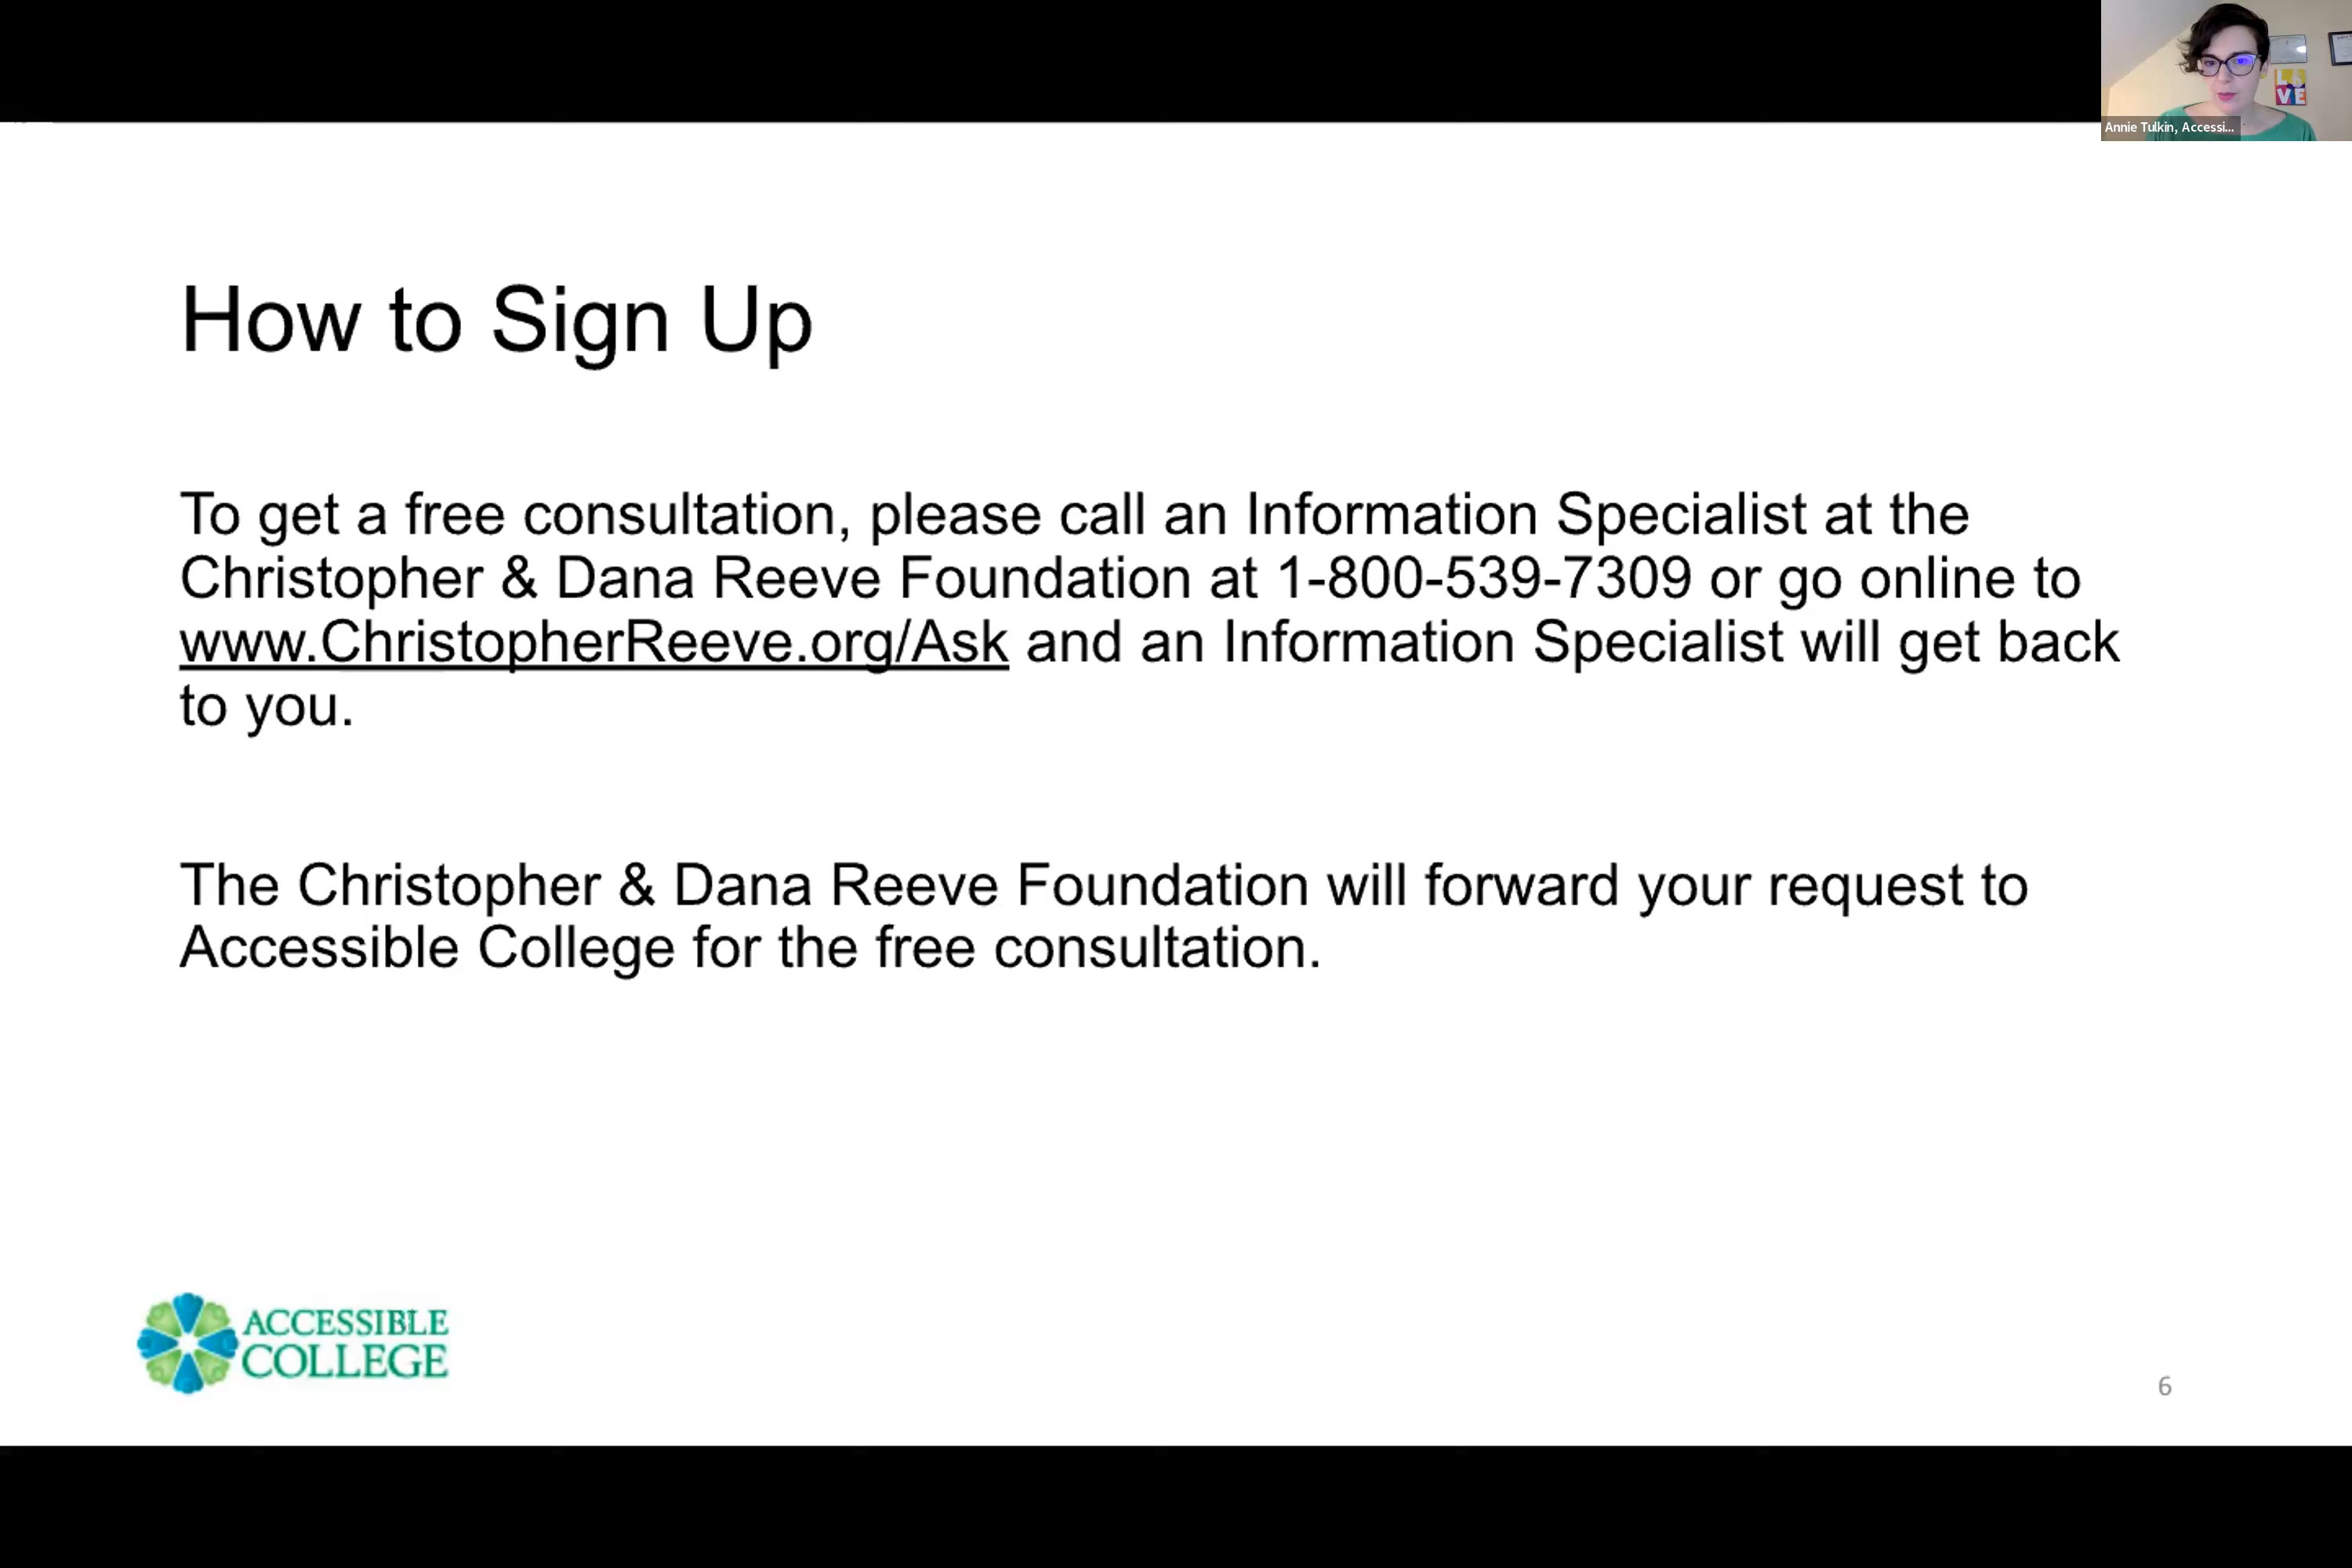 Annie Tulkin, Accessi...
How to Sign Up
To get a free consultation, please call an Information Specialist at the
Christopher & Dana Reeve Foundation at 1-800-539-7309 or go online to
www.ChristopherReeve.org/Ask and an Information Specialist will get back
to you.
The Christopher & Dana Reeve Foundation will forward your request to
Accessible College for the free consultation.
ACCESSIBLE
COLLEGE
6